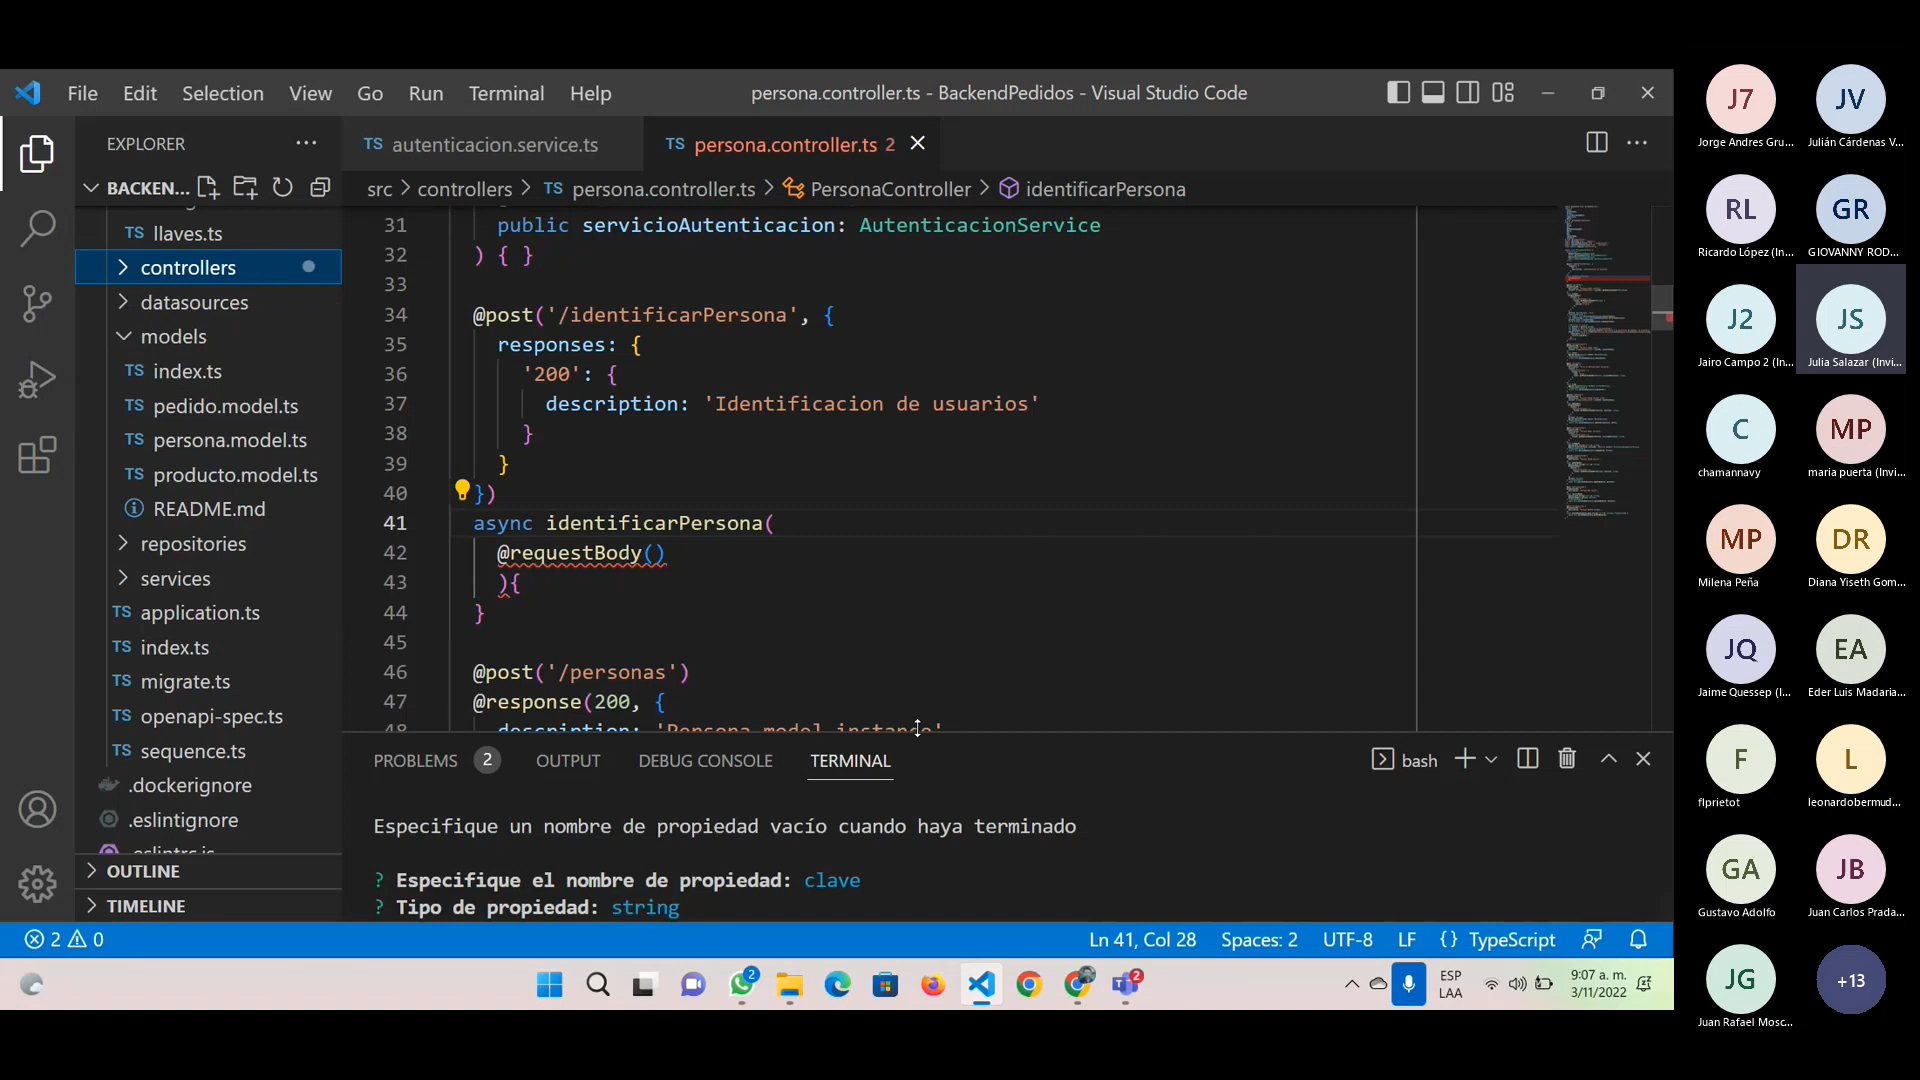 File Edit Selection View Go Run Terminal Help
persona.controller.ts - BackendPedidos - Visual Studio Code
EXPLORER
BACKEN...
llaves.ts
controllers
datasources
models
index.ts
pedido.model.ts
persona.model.ts
producto.model.ts
README.md
repositories
services
application.ts
index.ts
migrate.ts
openapi-spec.ts
sequence.ts
.dockerignore
.eslintignore
.eslintrc.js
OUTLINE
TIMELINE
TS autenticacion.service.ts
TS persona.controller.ts 2
src > controllers > TS persona.controller.ts > PersonaController > identificarPersona
31 public servicioAutenticacion: AutenticacionService
32 ) { }
33
34 @post('/identificarPersona', {
35 responses: {
36 '200': {
37 description: 'Identificacion de usuarios'
38 }
39 }
40 })
41 async identificarPersona(
42 @requestBody()
43 ){
44 }
45
46 @post('/personas')
47 @response(200, {
48 description: 'Persona model instance'
PROBLEMS 2 OUTPUT DEBUG CONSOLE TERMINAL
bash
Especifique un nombre de propiedad vacío cuando haya terminado
? Especifique el nombre de propiedad: clave
? Tipo de propiedad: string
2 0
Ln 41, Col 28 Spaces: 2 UTF-8 LF {} TypeScript
2
2
ESP
LAA
9:07 a. m.
3/11/2022
J7
Jorge Andres Gru...
JV
Julián Cárdenas V...
RL
Ricardo López (In...
GR
GIOVANNY ROD...
J2
Jairo Campo 2 (In...
JS
Julia Salazar (Invi...
C
chamannavy
MP
maria puerta (Invi...
MP
Milena Peña
DR
Diana Yiseth Gom...
JQ
Jaime Quessep (I...
EA
Eder Luis Madaria...
F
flprietot
L
leonardobermud...
GA
Gustavo Adolfo
JB
Juan Carlos Prada...
JG
Juan Rafael Mosc...
+13